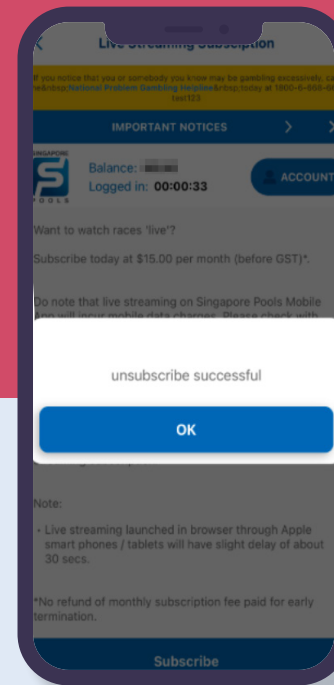 Live Streaming Subsciption
If you notice that you or somebody you know may be gambling excessively, ca
he&nbsp;National Problem Gambling Helpline&nbsp;today at 1800-6-668-66
test123
IMPORTANT NOTICES
SINGAPORE
POOLS
Balance:
Logged in: 00:00:33
ACCOUNT
Want to watch races 'live'?
Subscribe today at $15.00 per month (before GST)*.
Do note that live streaming on Singapore Pools Mobile
App will incur mobile data charges. Please check with
unsubscribe successful
OK
Note:
• Live streaming launched in browser through Apple
smart phones / tablets will have slight delay of about
30 secs.
*No refund of monthly subscription fee paid for early
termination.
Subscribe